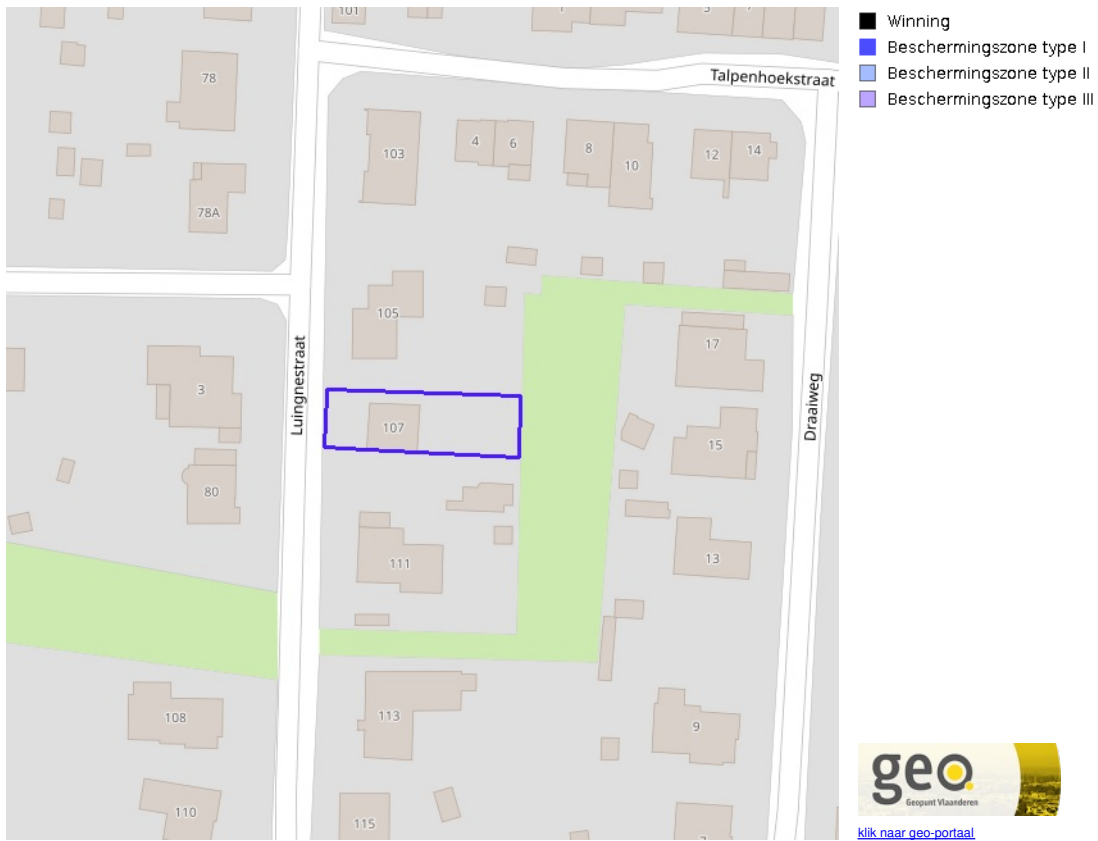 Winning
Beschermingszone type I
Beschermingszone type II
Beschermingszone type III
101
Talpenhoekstraat
78
103
4
6
8
10
12
14
78A
105
17
Luingnestraat
3
Draaiweg
107
15
80
111
13
108
113
9
110
115
geo.
Geopunt Vlaanderen
klik naar geo-portaal